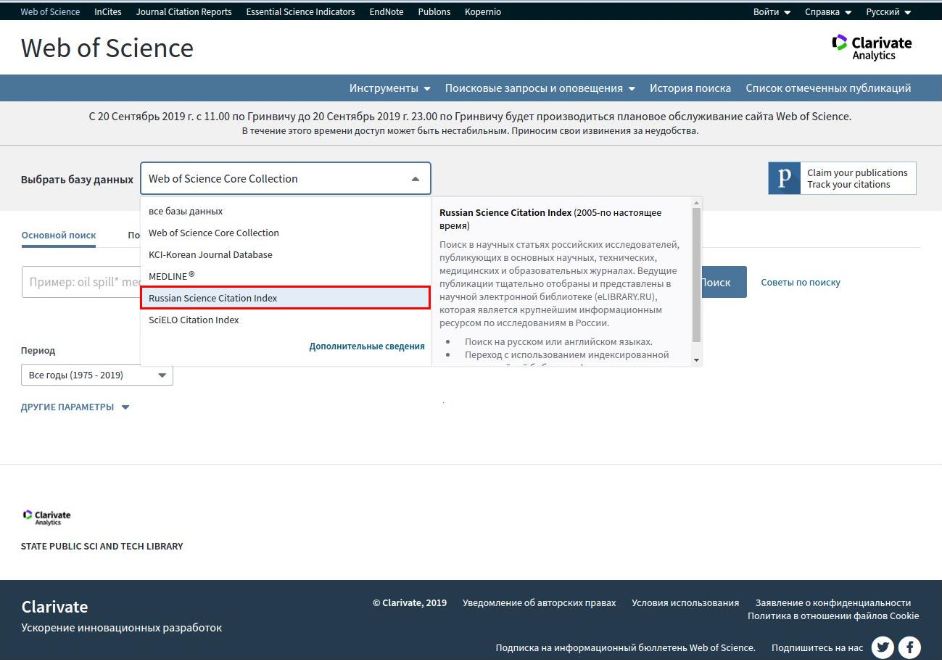 Web of Science InCites Journal Citation Reports Essential Science Indicators EndNote Publons Kopernio Войти Справка Русский
Web of Science
Clarivate
Analytics
Инструменты Поисковые запросы и оповещения История поиска Список отмеченных публикаций
С 20 Сентябрь 2019 г. с 11.00 по Гринвичу до 20 Сентябрь 2019 г. 23.00 по Гринвичу будет производиться плановое обслуживание сайта Web of Science.
В течение этого времени доступ может быть нестабильным. Приносим свои извинения за неудобства.
Выбрать базу данных Web of Science Core Collection
p Claim your publications
Track your citations
все базы данных
Web of Science Core Collection
KCI-Korean Journal Database
MEDLINE®
Russian Science Citation Index
SciELO Citation Index
Дополнительные сведения
Russian Science Citation Index (2005-по настоящее
время)
Поиск в научных статьях российских исследователей,
публикующих в основных научных, технических,
медицинских и образовательных журналах. Ведущие
публикации тщательно отобраны и представлены в
научной электронной библиотеке (eLIBRARY.RU),
которая является крупнейшим информационным
ресурсом по исследованиям в России.
• Поиск на русском или английском языках.
• Переход с использованием индексированной
Основной поиск По
Пример: oil spill* med
Поиск Советы по поиску
Период
Все годы (1975 - 2019)
ДРУГИЕ ПАРАМЕТРЫ
Clarivate
Analytics
STATE PUBLIC SCI AND TECH LIBRARY
Clarivate
Ускорение инновационных разработок
© Clarivate, 2019 Уведомление об авторских правах Условия использования Заявление о конфиденциальности
Политика в отношении файлов Cookie
Подписка на информационный бюллетень Web of Science. Подпишитесь на нас